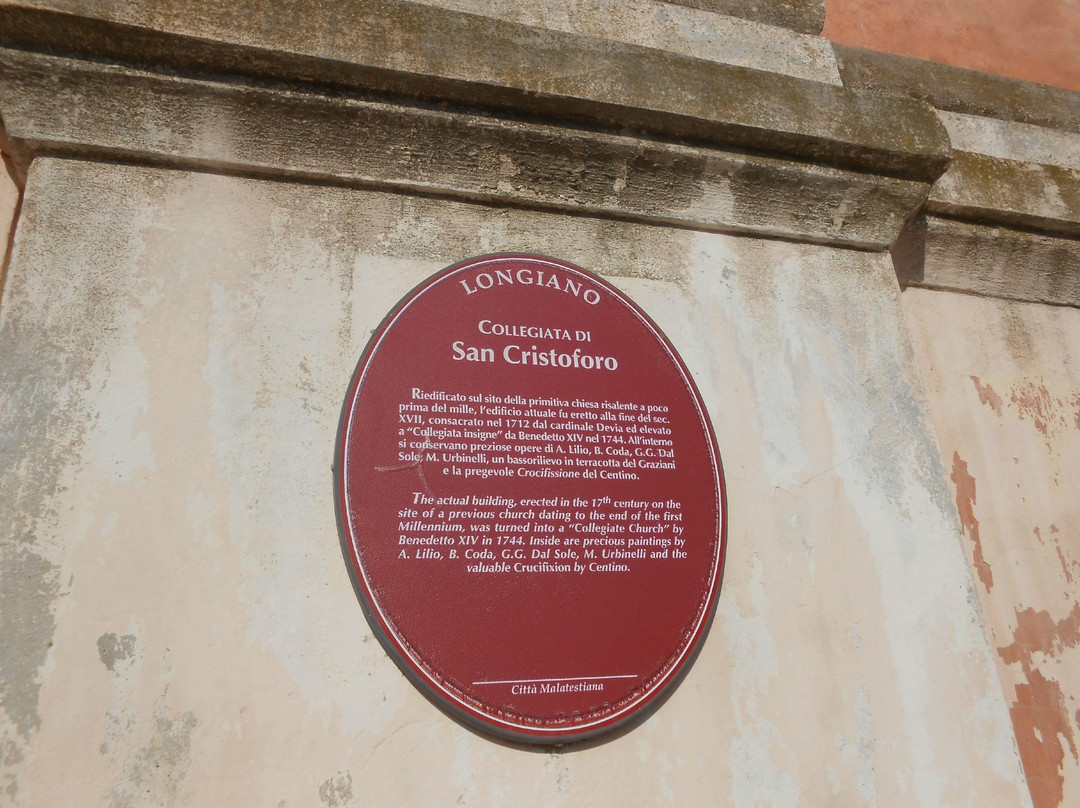 LONGIANO
COLLEGIATA DI
San Cristoforo
Riedificato sul sito della primitiva chiesa risalente a poco
prima del mille, l'edificio attuale fu eretto alla fine del sec.
XVII, consacrato nel 1712 dal cardinale Devia ed elevato
a "Collegiata insigne" da Benedetto XIV nel 1744. All'interno
si conservano preziose opere di A. Lilio, B. Coda, G.G. Dal
Sole, M. Urbinelli, un bassorilievo in terracotta del Graziani
e la pregevole Crocifissione del Centino.
The actual building, erected in the 17th century on the
site of a previous church dating to the end of the first
Millennium, was turned into a "Collegiate Church" by
Benedetto XIV in 1744. Inside are precious paintings by
A. Lilio, B. Coda, G.G. Dal Sole, M. Urbinelli and the
valuable Crucifixion by Centino.
Città Malatestiana